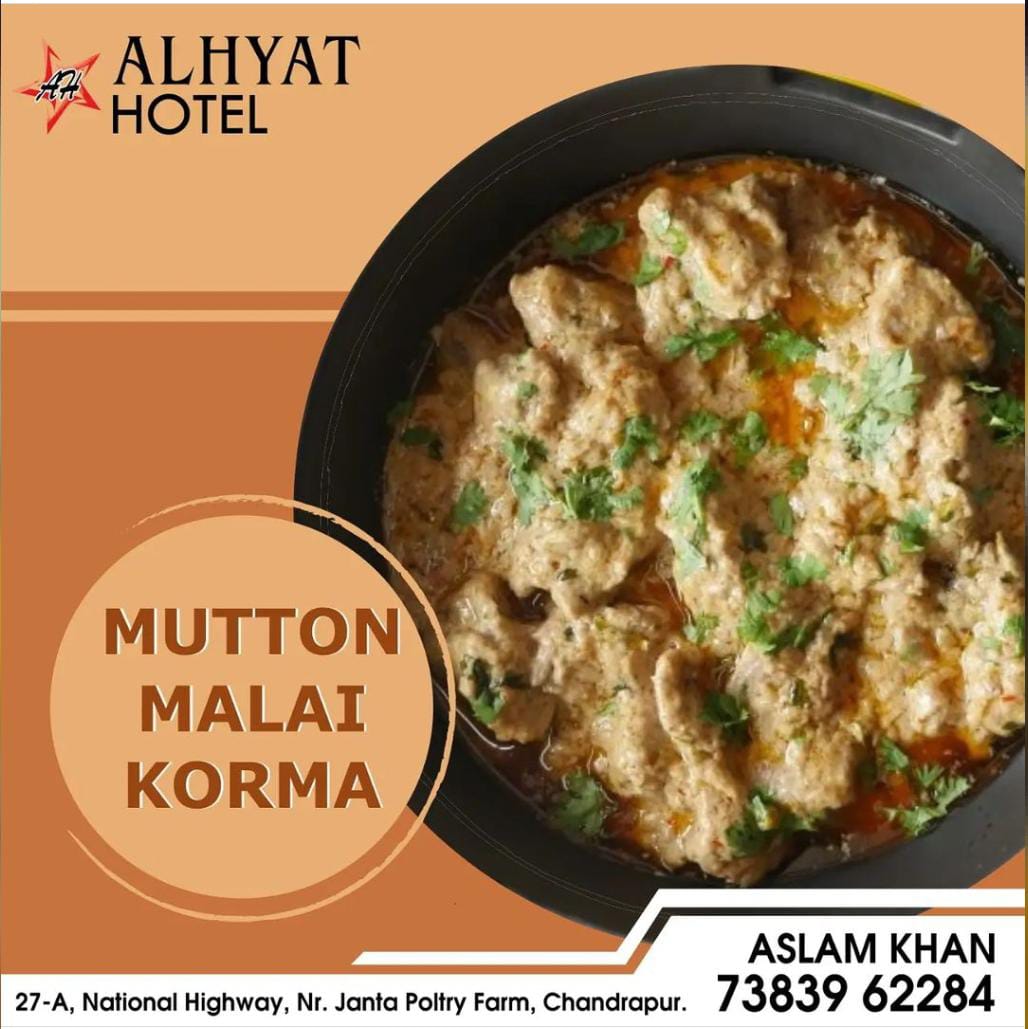 AH
ALHYAT
HOTEL
MUTTON
MALAI
KORMA
ASLAM KHAN
73839 62284
27-A, National Highway, Nr. Janta Poltry Farm, Chandrapur.